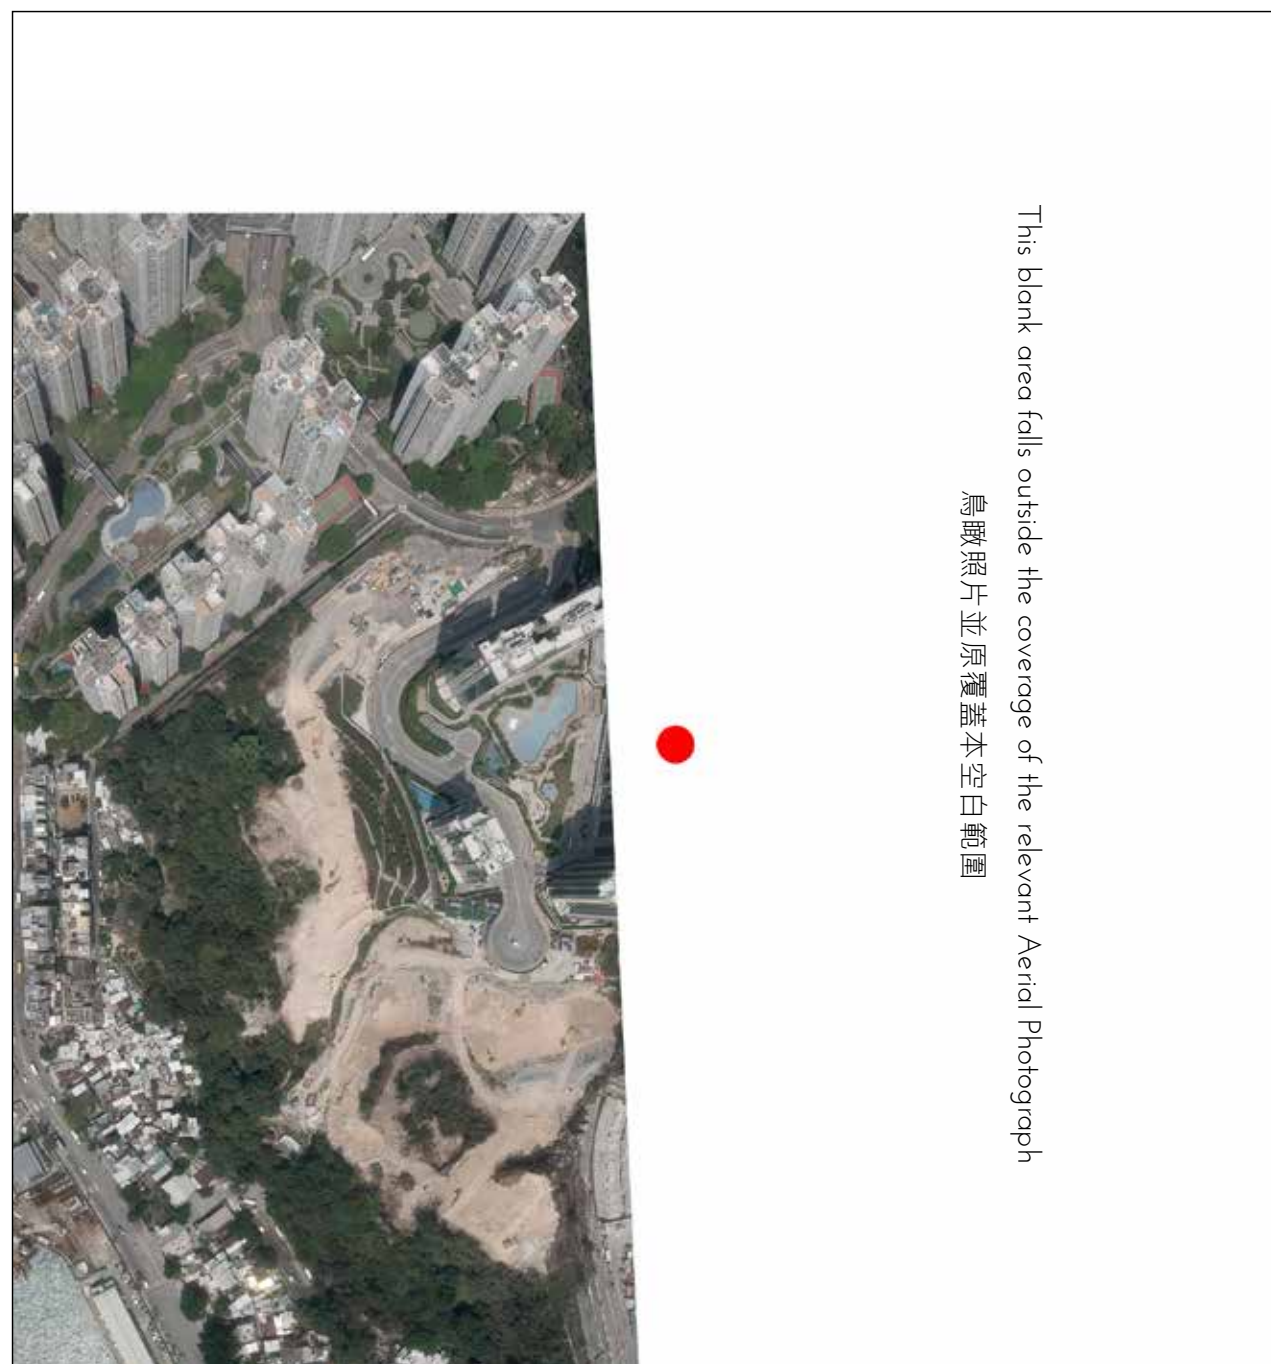 This blank area falls outside the coverage of the relevant Aerial Photograph
鳥瞰照片並原覆蓋本空白範圍